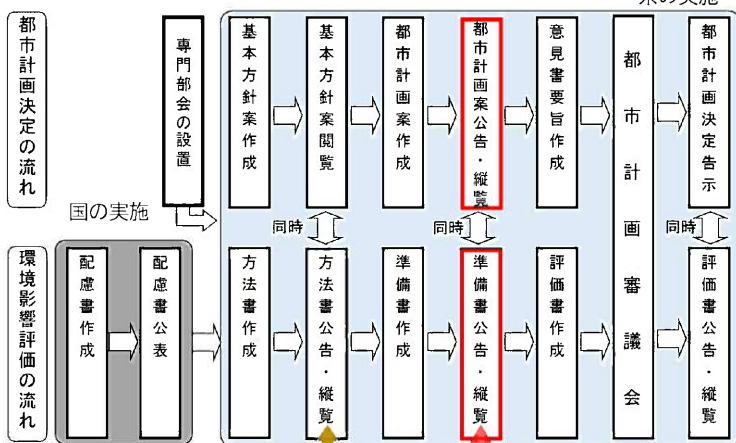 都市計画決定の流れ
専門部会の設置
基本方針案作成
基本方針案閲覧
都市計画案作成
都市計画案公告・縦覧
意見書要旨作成
都市計画審議会
都市計画決定告示
国の実施
同時
同時
同時
環境影響評価の流れ
配慮書作成
配慮書公表
方法書作成
方法書公告・縦覧
準備書作成
準備書公告・縦覧
評価書作成
評価書公告・縦覧